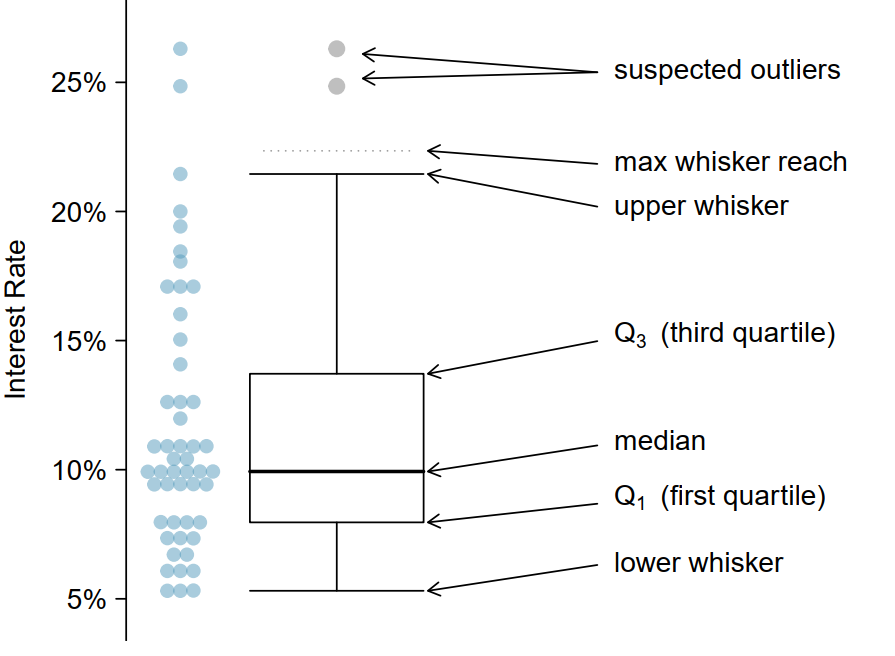 25%
20%
15%
10%
5%
Interest Rate
suspected outliers
max whisker reach
upper whisker
Q₃ (third quartile)
median
Q₁ (first quartile)
lower whisker